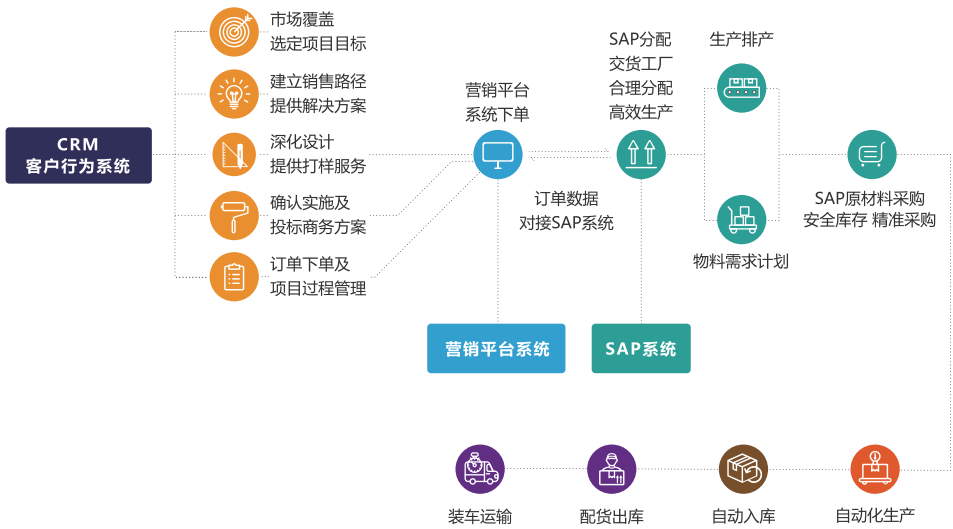 CRM
客户行为系统
市场覆盖
选定项目目标
建立销售路径
提供解决方案
深化设计
提供打样服务
确认实施及
投标商务方案
订单下单及
项目过程管理
营销平台
系统下单
订单数据
对接SAP系统
SAP分配
交货工厂
合理分配
高效生产
生产排产
物料需求计划
SAP原材料采购
安全库存 精准采购
营销平台系统
SAP系统
装车运输
配货出库
自动入库
自动化生产